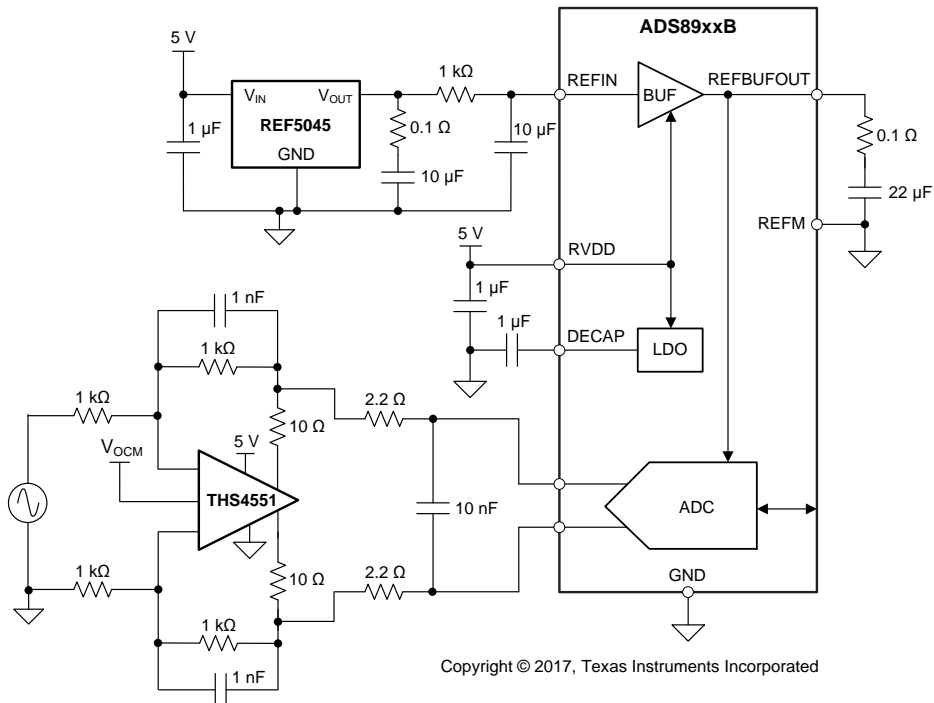 ADS89xxB
5 V
1 kΩ
REFIN
REFBUFOUT
V_IN
V_OUT
BUF
REF5045
1 µF
0.1 Ω
10 µF
0.1 Ω
GND
10 µF
22 µF
REFM
5 V
RVDD
1 µF
1 µF
DECAP
LDO
1 nF
1 kΩ
1 kΩ
2.2 Ω
10 Ω
V_OCM
5 V
THS4551
10 nF
ADC
1 kΩ
10 Ω
2.2 Ω
GND
1 kΩ
1 nF
Copyright © 2017, Texas Instruments Incorporated